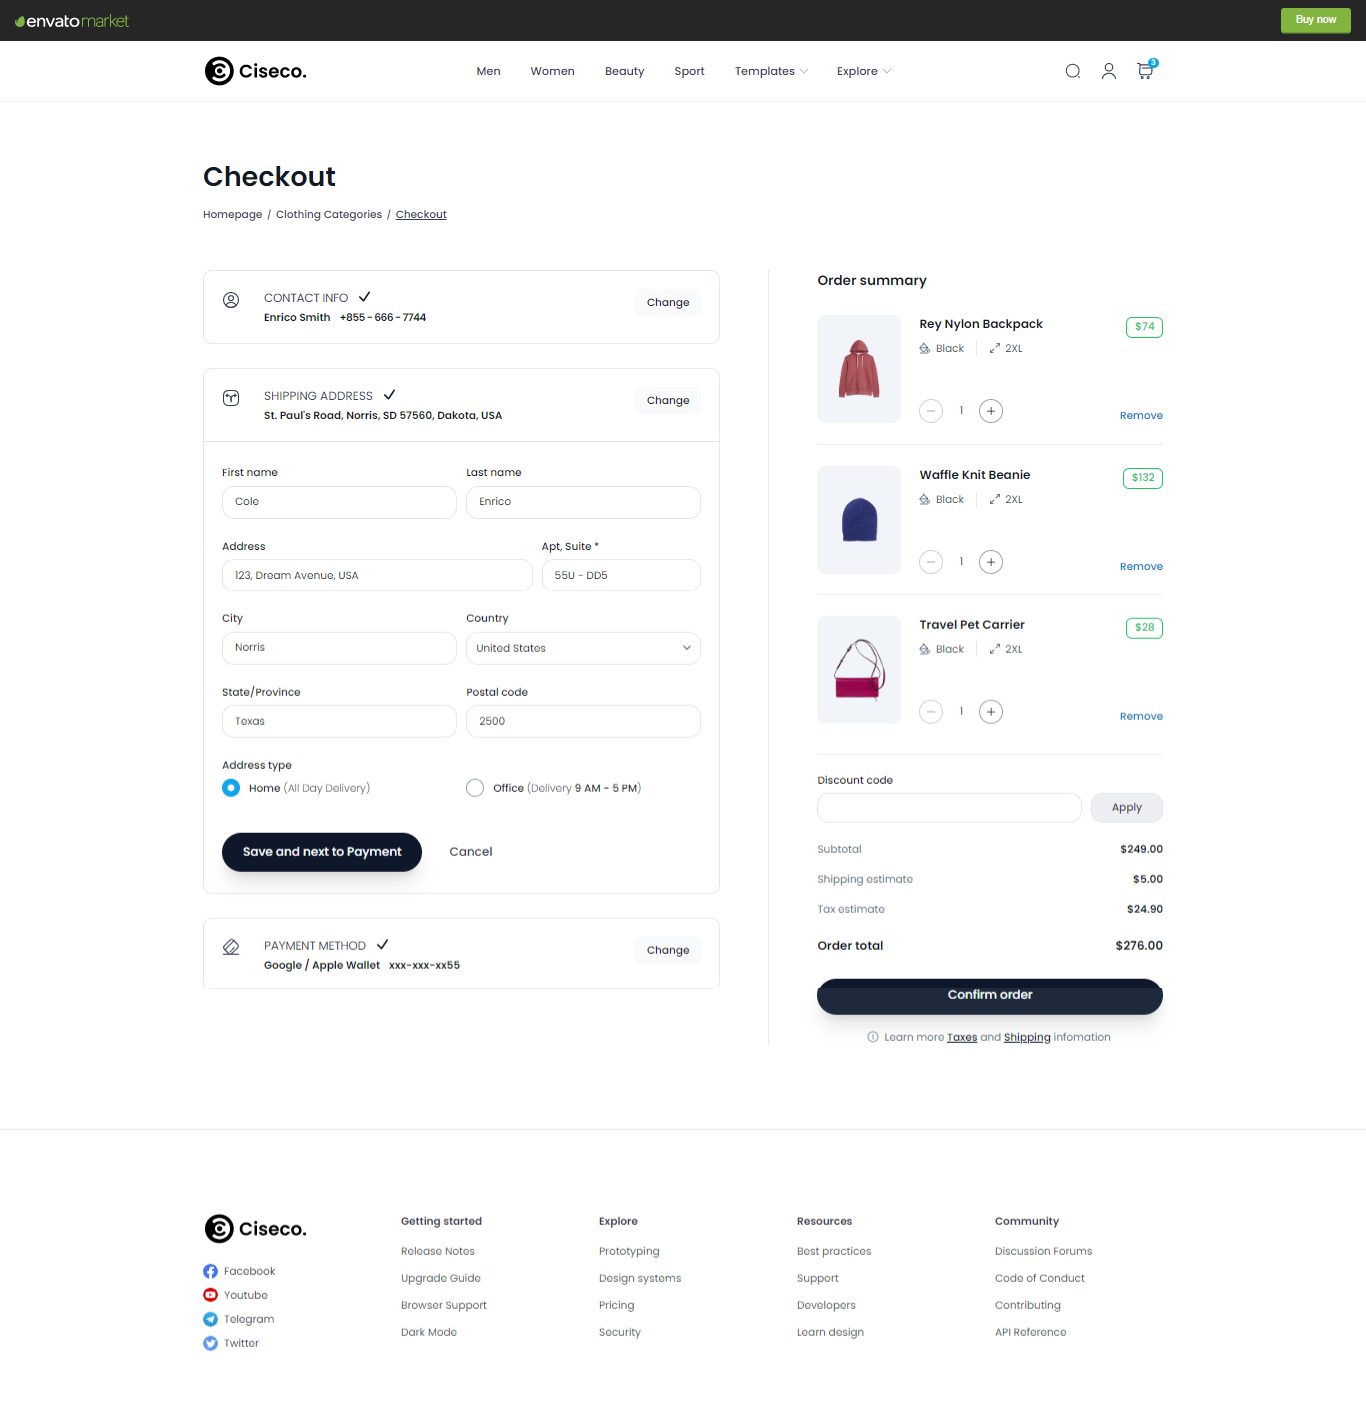 envatomarket
Buy now
Ciseco.
Men
Women
Beauty
Sport
Templates
Explore
3
Checkout
Homepage / Clothing Categories / Checkout
CONTACT INFO
Enrico Smith +855 - 666 - 7744
Change
SHIPPING ADDRESS
St. Paul's Road, Norris, SD 57560, Dakota, USA
Change
First name
Last name
Cole
Enrico
Address
Apt, Suite *
123, Dream Avenue, USA
55U - DD5
City
Country
Norris
United States
State/Province
Postal code
Texas
2500
Address type
Home (All Day Delivery)
Office (Delivery 9 AM - 5 PM)
Save and next to Payment
Cancel
PAYMENT METHOD
Google / Apple Wallet xxx-xxx-xx55
Change
Order summary
Rey Nylon Backpack
$74
Black
2XL
1
Remove
Waffle Knit Beanie
$132
Black
2XL
1
Remove
Travel Pet Carrier
$28
Black
2XL
1
Remove
Discount code
Apply
Subtotal
$249.00
Shipping estimate
$5.00
Tax estimate
$24.90
Order total
$276.00
Confirm order
Learn more Taxes and Shipping infomation
Ciseco.
Facebook
Youtube
Telegram
Twitter
Getting started
Release Notes
Upgrade Guide
Browser Support
Dark Mode
Explore
Prototyping
Design systems
Pricing
Security
Resources
Best practices
Support
Developers
Learn design
Community
Discussion Forums
Code of Conduct
Contributing
API Reference